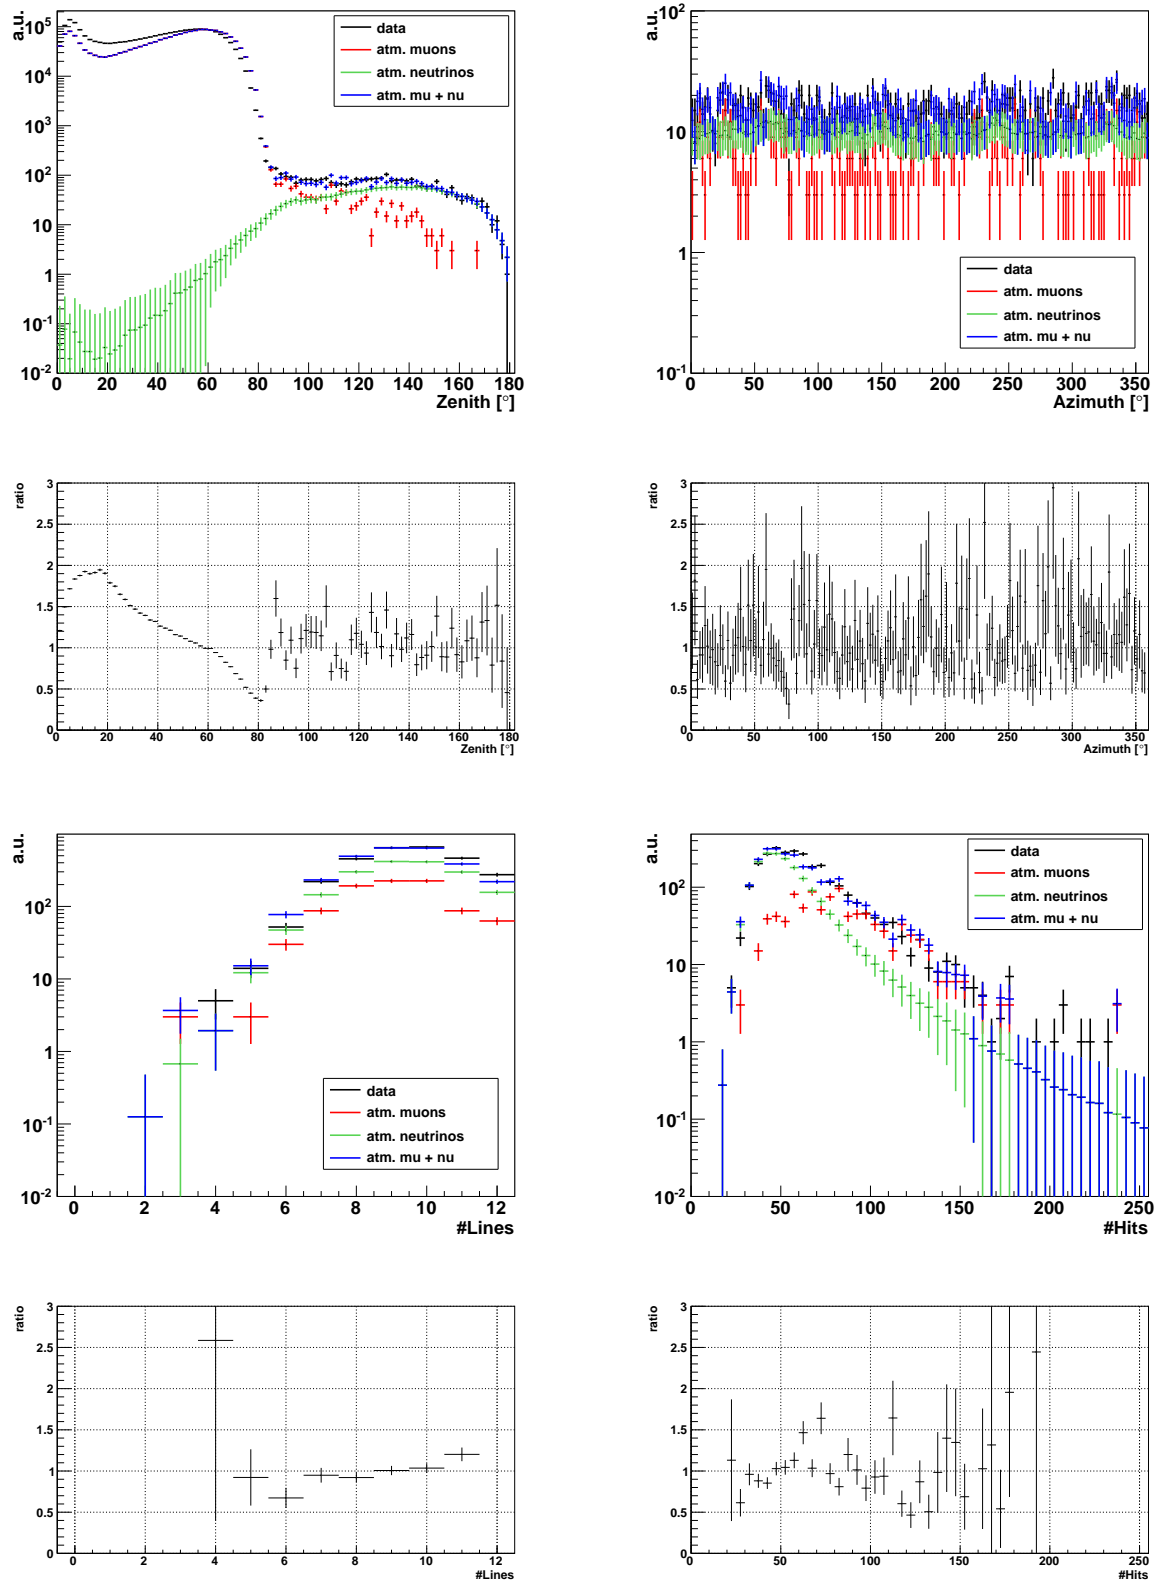 a.u.
10^5
10^4
10^3
10^2
10
1
10^-1
10^-2
data
atm. muons
atm. neutrinos
atm. mu + nu
0 20 40 60 80 100 120 140 160 180
Zenith [°]
a.u.
10^2
10
1
10^-1
data
atm. muons
atm. neutrinos
atm. mu + nu
0 50 100 150 200 250 300 350
Azimuth [°]
ratio
3
2.5
2
1.5
1
0.5
0
0 20 40 60 80 100 120 140 160 180
Zenith [°]
ratio
3
2.5
2
1.5
1
0.5
0
0 50 100 150 200 250 300 350
Azimuth [°]
a.u.
10^2
10
1
10^-1
10^-2
data
atm. muons
atm. neutrinos
atm. mu + nu
0 2 4 6 8 10 12
#Lines
a.u.
10^2
10
1
10^-1
10^-2
data
atm. muons
atm. neutrinos
atm. mu + nu
0 50 100 150 200 250
#Hits
ratio
3
2.5
2
1.5
1
0.5
0
0 2 4 6 8 10 12
#Lines
ratio
3
2.5
2
1.5
1
0.5
0
0 50 100 150 200 250
#Hits